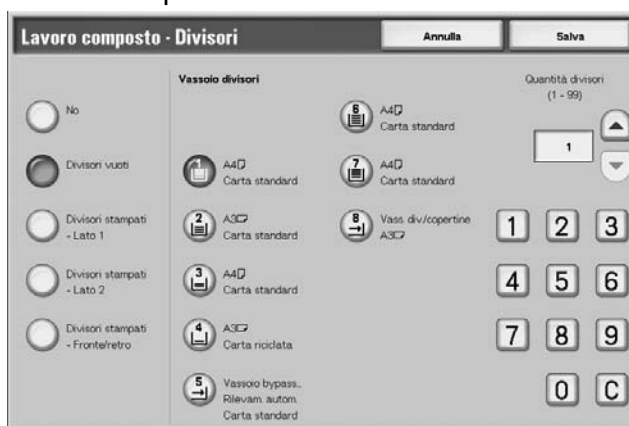 Lavoro composto - Divisori
Annulla
Salva
No
Divisori vuoti
Divisori stampati
- Lato 1
Divisori stampati
- Lato 2
Divisori stampati
- Fronte/retro
Vassoio divisori
1
A4
Carta standard
2
A3
Carta standard
3
A4
Carta standard
4
A3
Carta riciclata
5
Vassoio bypass..
Rilevam. autom.
Carta standard
6
A4
Carta standard
7
A4
Carta standard
8
Vass div/copertine
A3
Quantità divisori
(1 - 99)
1
1 2 3
4 5 6
7 8 9
0 C